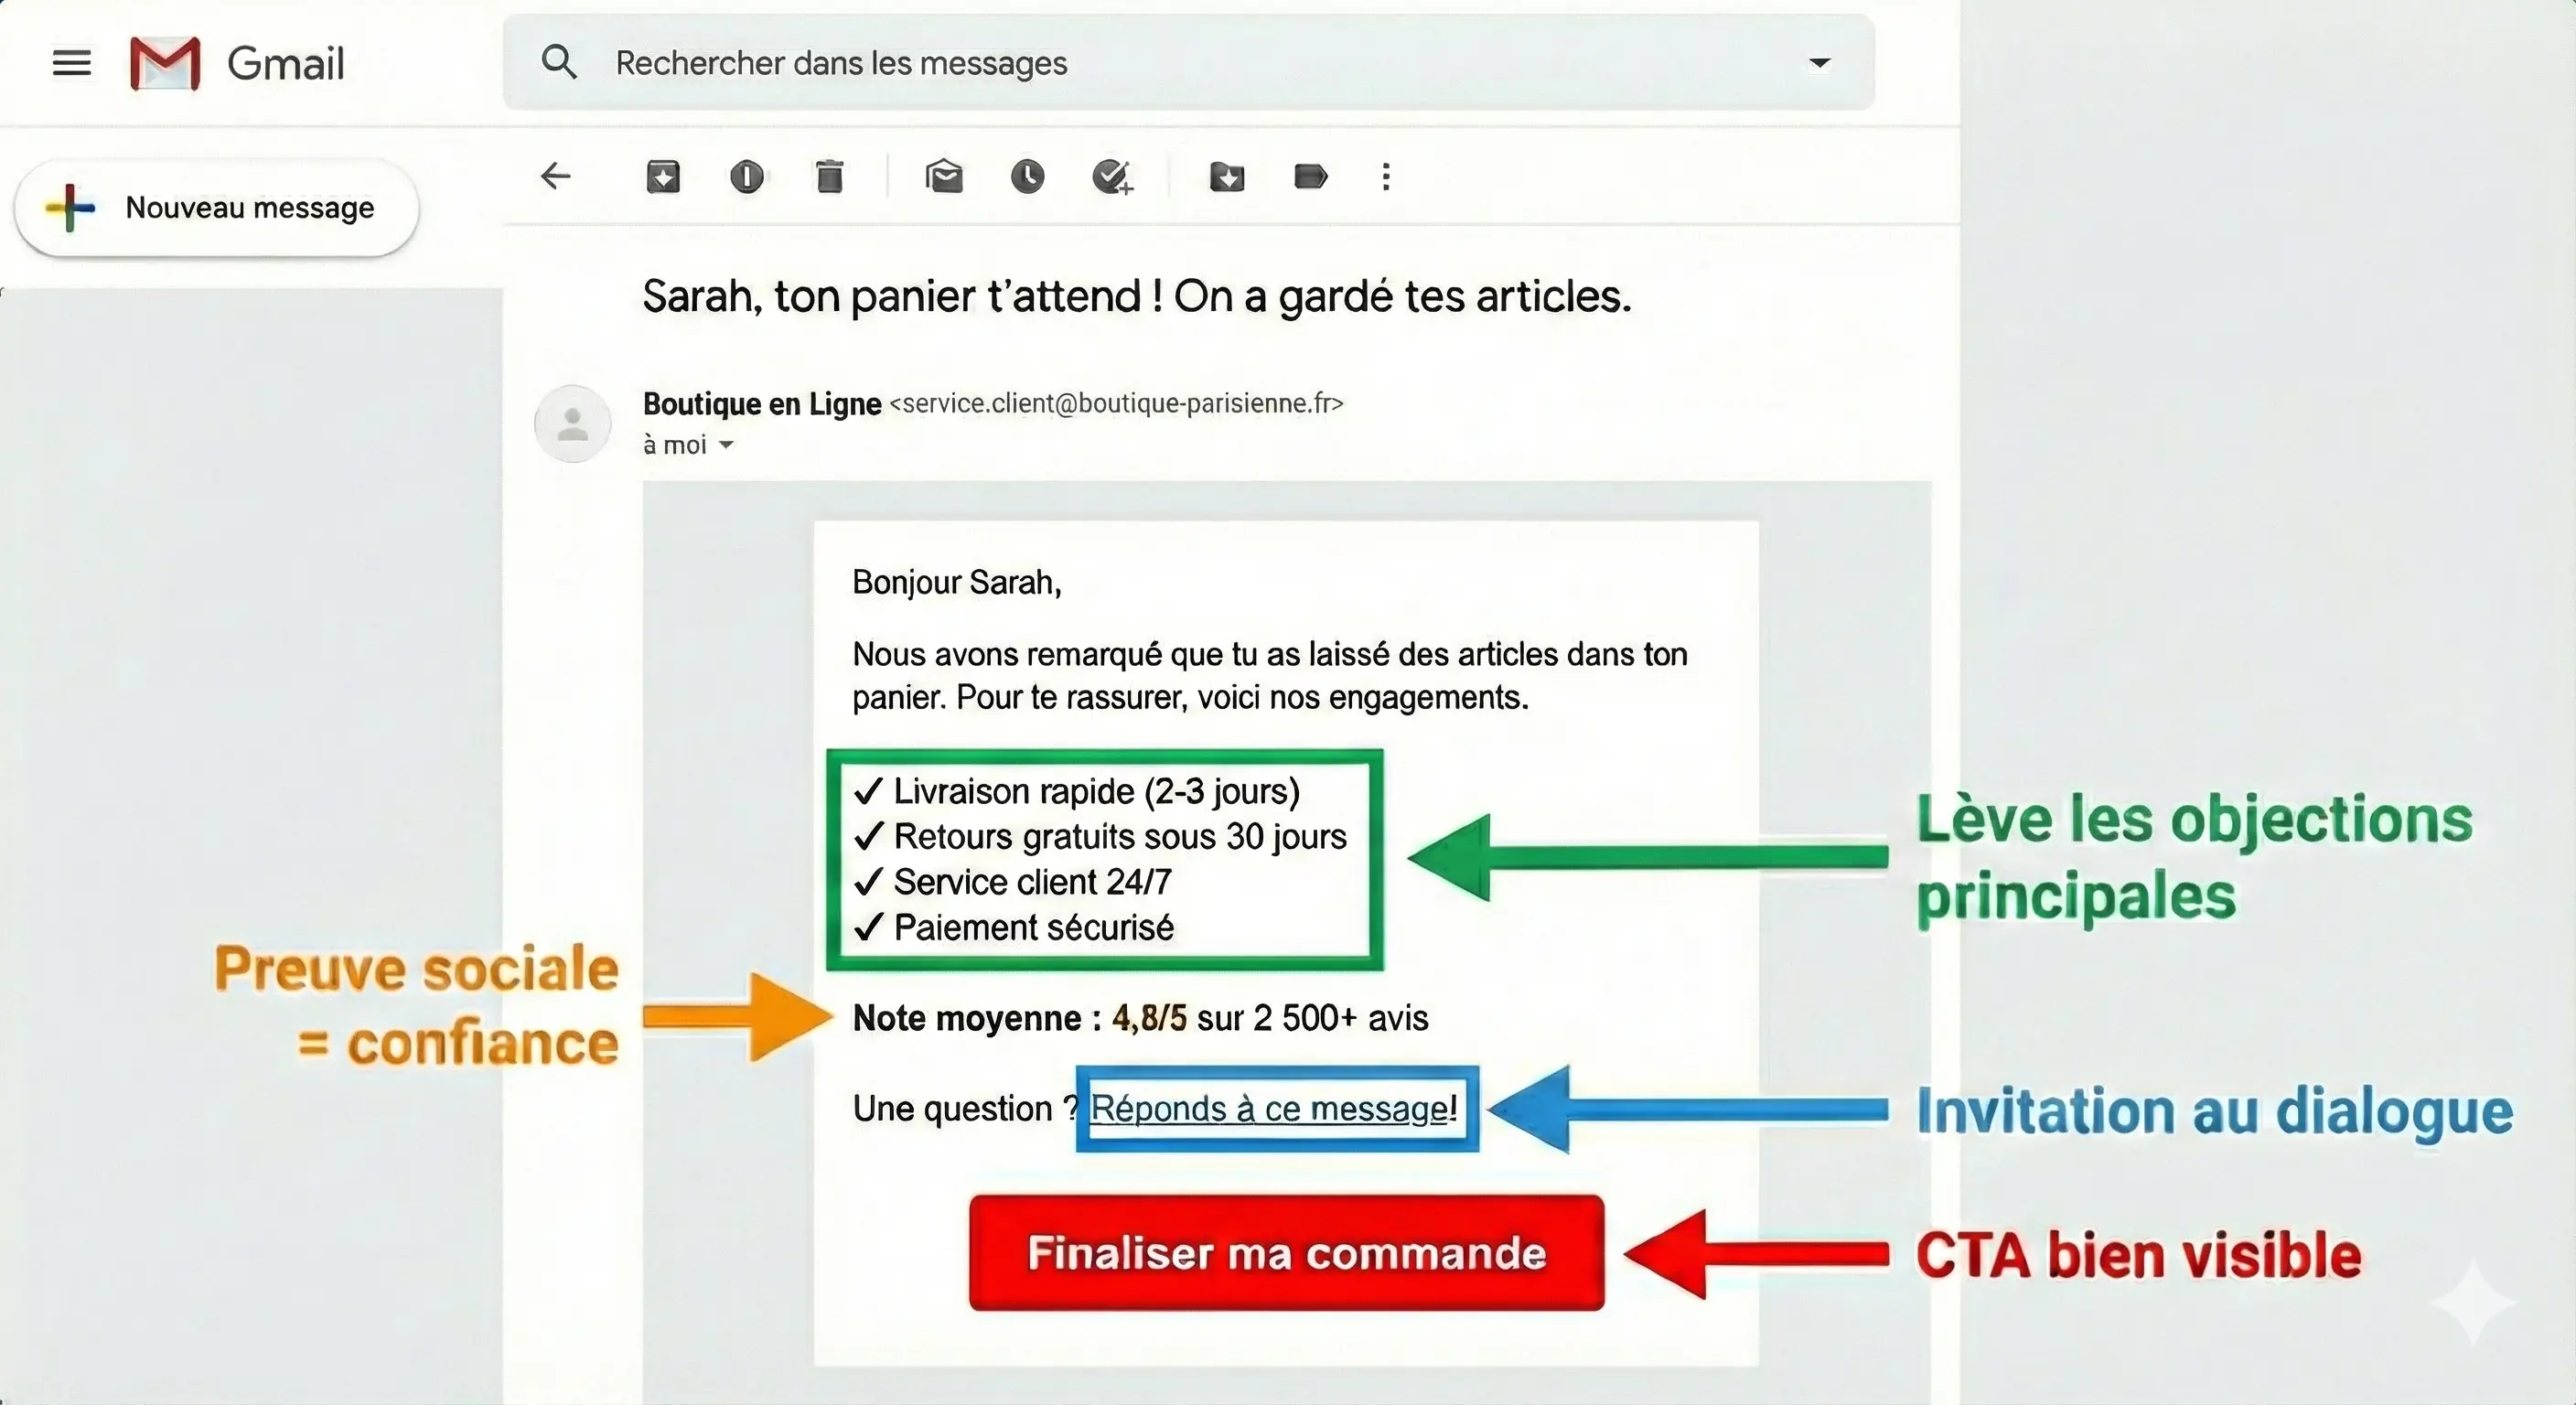 Gmail
Rechercher dans les messages
Nouveau message
Sarah, ton panier t'attend ! On a gardé tes articles.
Boutique en Ligne <service.client@boutique-parisienne.fr>
à moi
Bonjour Sarah,
Nous avons remarqué que tu as laissé des articles dans ton
panier. Pour te rassurer, voici nos engagements.
✓ Livraison rapide (2-3 jours)
✓ Retours gratuits sous 30 jours
✓ Service client 24/7
✓ Paiement sécurisé
Lève les objections
principales
Preuve sociale
= confiance
Note moyenne : 4,8/5 sur 2 500+ avis
Une question ? Réponds à ce message!
Invitation au dialogue
Finaliser ma commande
CTA bien visible